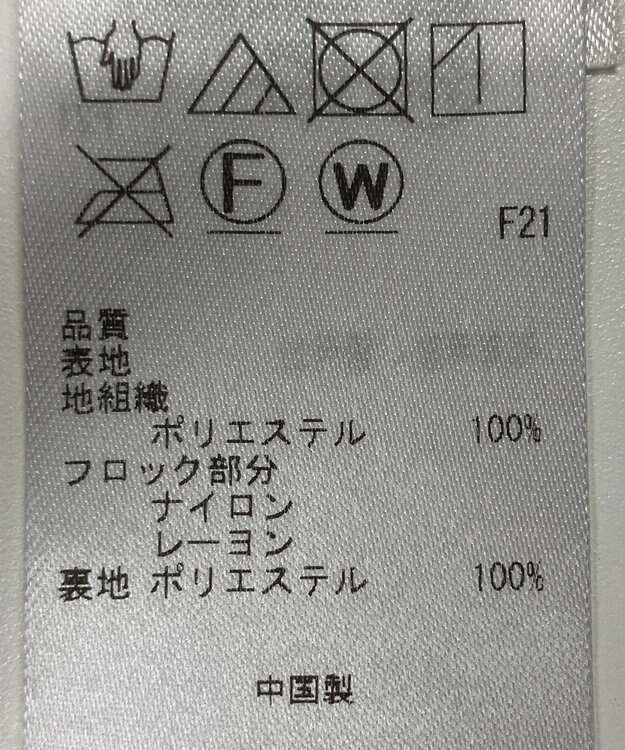 F W
F21
品質
表地
地組織
ポリエステル 100%
フロック部分
ナイロン
レーヨン
裏地 ポリエステル 100%
中国製